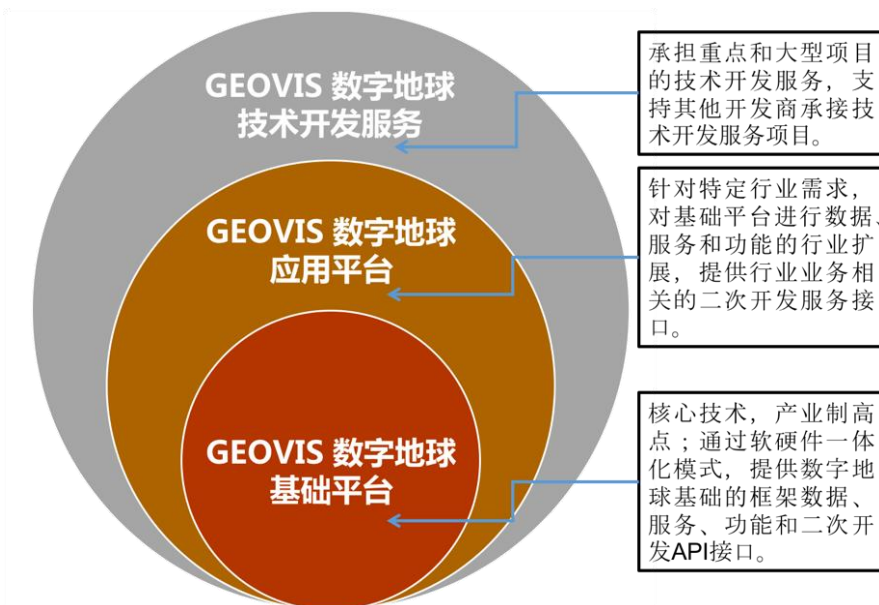 GEOVIS 数字地球
技术开发服务
承担重点和大型项目
的技术开发服务，支
持其他开发商承接技
术开发服务项目。
GEOVIS 数字地球
应用平台
针对特定行业需求，
对基础平台进行数据、
服务和功能的行业扩
展，提供行业业务相
关的二次开发服务接
口。
GEOVIS 数字地球
基础平台
核心技术，产业制高
点；通过软硬件一体
化模式，提供数字地
球基础的框架数据、
服务、功能和二次开
发API接口。